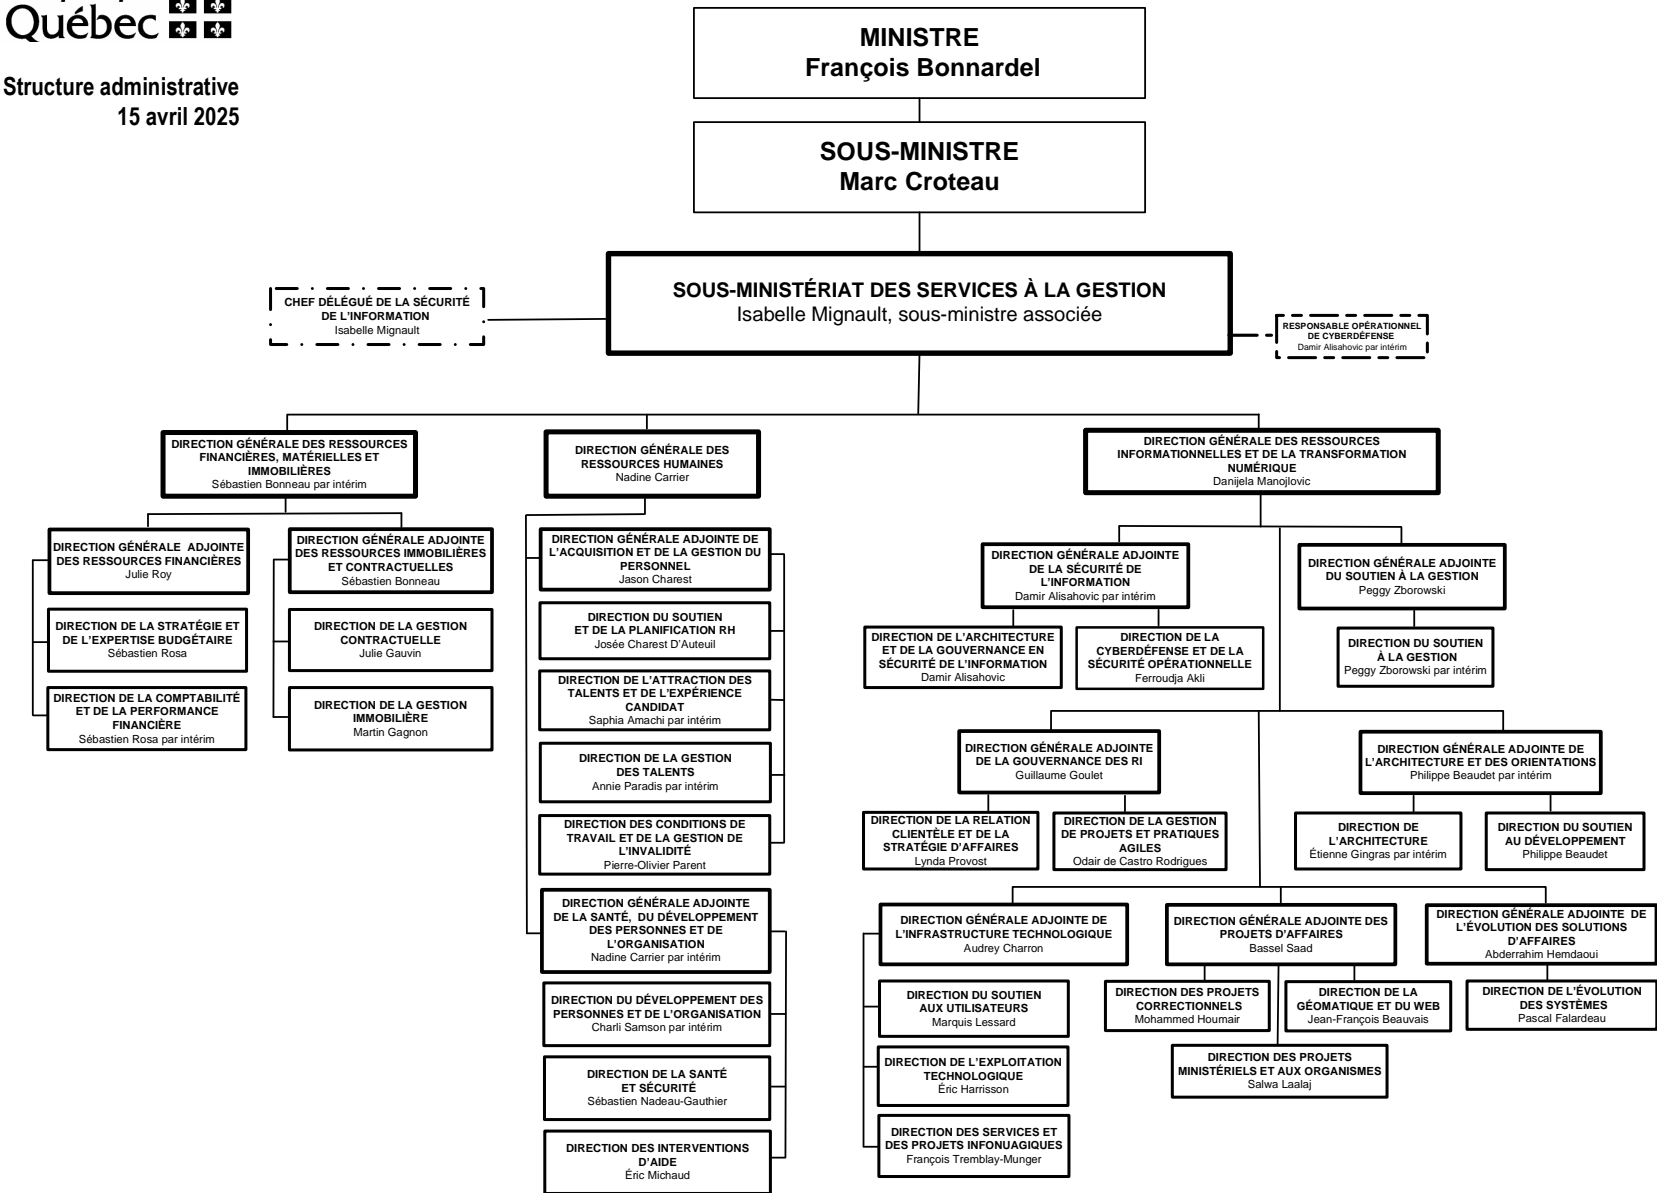 Québec
Structure administrative
15 avril 2025
MINISTRE
François Bonnardel
SOUS-MINISTRE
Marc Croteau
SOUS-MINISTÉRIAT DES SERVICES À LA GESTION
Isabelle Mignault, sous-ministre associée
CHEF DÉLÉGUÉ DE LA SÉCURITÉ
DE L'INFORMATION
Isabelle Mignault
RESPONSABLE OPÉRATIONNEL
DE CYBERDÉFENSE
Damir Alisahovic par intérim
DIRECTION GÉNÉRALE DES RESSOURCES
FINANCIÈRES, MATÉRIELLES ET
IMMOBILIÈRES
Sébastien Bonneau par intérim
DIRECTION GÉNÉRALE DES
RESSOURCES HUMAINES
Nadine Carrier
DIRECTION GÉNÉRALE DES RESSOURCES
INFORMATIONNELLES ET DE LA TRANSFORMATION
NUMÉRIQUE
Danijela Manojlovic
DIRECTION GÉNÉRALE ADJOINTE
DES RESSOURCES FINANCIÈRES
Julie Roy
DIRECTION DE LA STRATÉGIE ET
DE L'EXPERTISE BUDGÉTAIRE
Sébastien Rosa
DIRECTION DE LA COMPTABILITÉ
ET DE LA PERFORMANCE
FINANCIÈRE
Sébastien Rosa par intérim
DIRECTION GÉNÉRALE ADJOINTE
DES RESSOURCES IMMOBILIÈRES
ET CONTRACTUELLES
Sébastien Bonneau
DIRECTION DE LA GESTION
CONTRACTUELLE
Julie Gauvin
DIRECTION DE LA GESTION
IMMOBILIÈRE
Martin Gagnon
DIRECTION GÉNÉRALE ADJOINTE DE
L'ACQUISITION ET DE LA GESTION DU
PERSONNEL
Jason Charest
DIRECTION DU SOUTIEN
ET DE LA PLANIFICATION RH
Josée Charest D'Auteuil
DIRECTION DE L'ATTRACTION DES
TALENTS ET DE L'EXPÉRIENCE
CANDIDAT
Saphia Amachi par intérim
DIRECTION DE LA GESTION
DES TALENTS
Annie Paradis par intérim
DIRECTION DES CONDITIONS DE
TRAVAIL ET DE LA GESTION DE
L'INVALIDITÉ
Pierre-Olivier Parent
DIRECTION GÉNÉRALE ADJOINTE
DE LA SANTÉ, DU DÉVELOPPEMENT
DES PERSONNES ET DE
L'ORGANISATION
Nadine Carrier par intérim
DIRECTION DU DÉVELOPPEMENT DES
PERSONNES ET DE L'ORGANISATION
Charli Samson par intérim
DIRECTION DE LA SANTÉ
ET SÉCURITÉ
Sébastien Nadeau-Gauthier
DIRECTION DES INTERVENTIONS
D'AIDE
Éric Michaud
DIRECTION GÉNÉRALE ADJOINTE
DE LA SÉCURITÉ DE
L'INFORMATION
Damir Alisahovic par intérim
DIRECTION GÉNÉRALE ADJOINTE
DU SOUTIEN À LA GESTION
Peggy Zborowski
DIRECTION DE L'ARCHITECTURE
ET DE LA GOUVERNANCE EN
SÉCURITÉ DE L'INFORMATION
Damir Alisahovic
DIRECTION DE LA
CYBERDÉFENSE ET DE LA
SÉCURITÉ OPÉRATIONNELLE
Ferroudja Akli
DIRECTION DU SOUTIEN
À LA GESTION
Peggy Zborowski par intérim
DIRECTION GÉNÉRALE ADJOINTE
DE LA GOUVERNANCE DES RI
Guillaume Goulet
DIRECTION GÉNÉRALE ADJOINTE DE
L'ARCHITECTURE ET DES ORIENTATIONS
Philippe Beaudet par intérim
DIRECTION DE LA RELATION
CLIENTÈLE ET DE LA
STRATÉGIE D'AFFAIRES
Lynda Provost
DIRECTION DE LA GESTION
DE PROJETS ET PRATIQUES
AGILES
Odair de Castro Rodrigues
DIRECTION DE
L'ARCHITECTURE
Étienne Gingras par intérim
DIRECTION DU SOUTIEN
AU DÉVELOPPEMENT
Philippe Beaudet
DIRECTION GÉNÉRALE ADJOINTE DE
L'INFRASTRUCTURE TECHNOLOGIQUE
Audrey Charron
DIRECTION GÉNÉRALE ADJOINTE DES
PROJETS D'AFFAIRES
Bassel Saad
DIRECTION GÉNÉRALE ADJOINTE DE
L'ÉVOLUTION DES SOLUTIONS
D'AFFAIRES
Abderrahim Hemdaoui
DIRECTION DU SOUTIEN
AUX UTILISATEURS
Marquis Lessard
DIRECTION DES PROJETS
CORRECTIONNELS
Mohammed Houmair
DIRECTION DE LA
GÉOMATIQUE ET DU WEB
Jean-François Beauvais
DIRECTION DE L'ÉVOLUTION
DES SYSTÈMES
Pascal Falardeau
DIRECTION DE L'EXPLOITATION
TECHNOLOGIQUE
Éric Harrisson
DIRECTION DES PROJETS
MINISTÉRIELS ET AUX ORGANISMES
Salwa Laalaj
DIRECTION DES SERVICES ET
DES PROJETS INFONUAGIQUES
François Tremblay-Munger